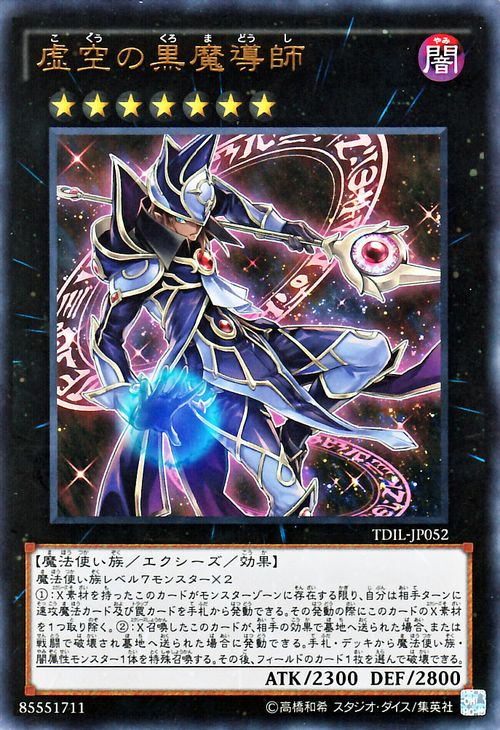 虚空の黒魔導師
闇
TDIL-JP052
【魔法使い族／エクシーズ／効果】
魔法使い族レベル７モンスター×２
①：X素材を持ったこのカードがモンスターゾーンに存在する限り、自分は相手ターンに
速攻魔法カード及び罠カードを手札から発動できる。その発動の際にこのカードのX素材
を1つ取り除く。②：X召喚したこのカードが、相手の効果で墓地へ送られた場合、または
戦闘で破壊され墓地へ送られた場合に発動できる。手札・デッキから魔法使い族・
闇属性モンスター1体を特殊召喚する。その後、フィールドのカード1枚を選んで破壊できる。
ATK/2300 DEF/2800
85551711
©高橋和希 スタジオ・ダイス/集英社